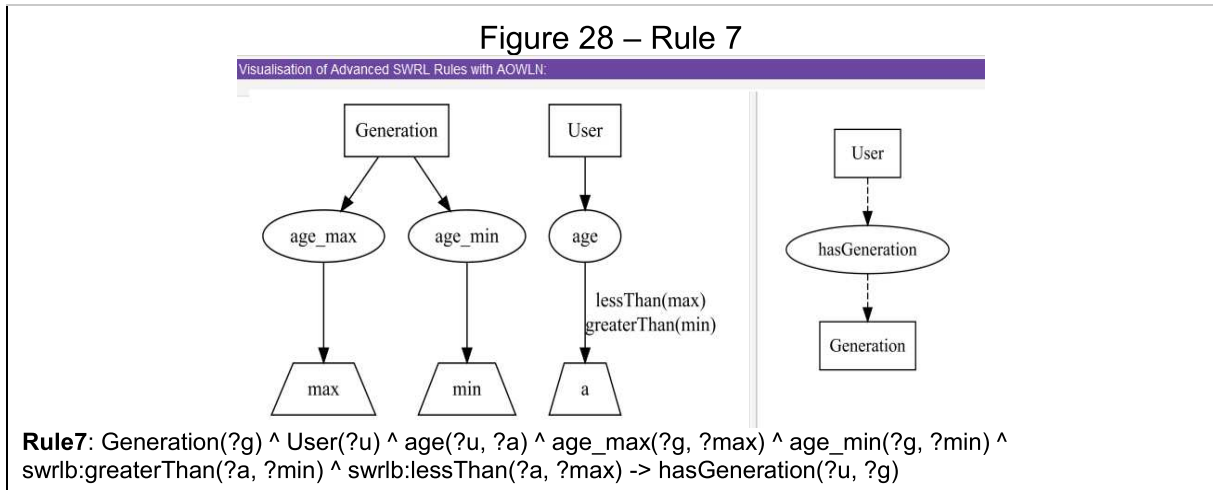 Figure 28 – Rule 7
Visualisation of Advanced SWRL Rules with AOWLN:
Generation
User
age_max
age_min
age
lessThan(max)
greaterThan(min)
max
min
a
User
hasGeneration
Generation
Rule7: Generation(?g) ^ User(?u) ^ age(?u, ?a) ^ age_max(?g, ?max) ^ age_min(?g, ?min) ^
swrlb:greaterThan(?a, ?min) ^ swrlb:lessThan(?a, ?max) -> hasGeneration(?u, ?g)